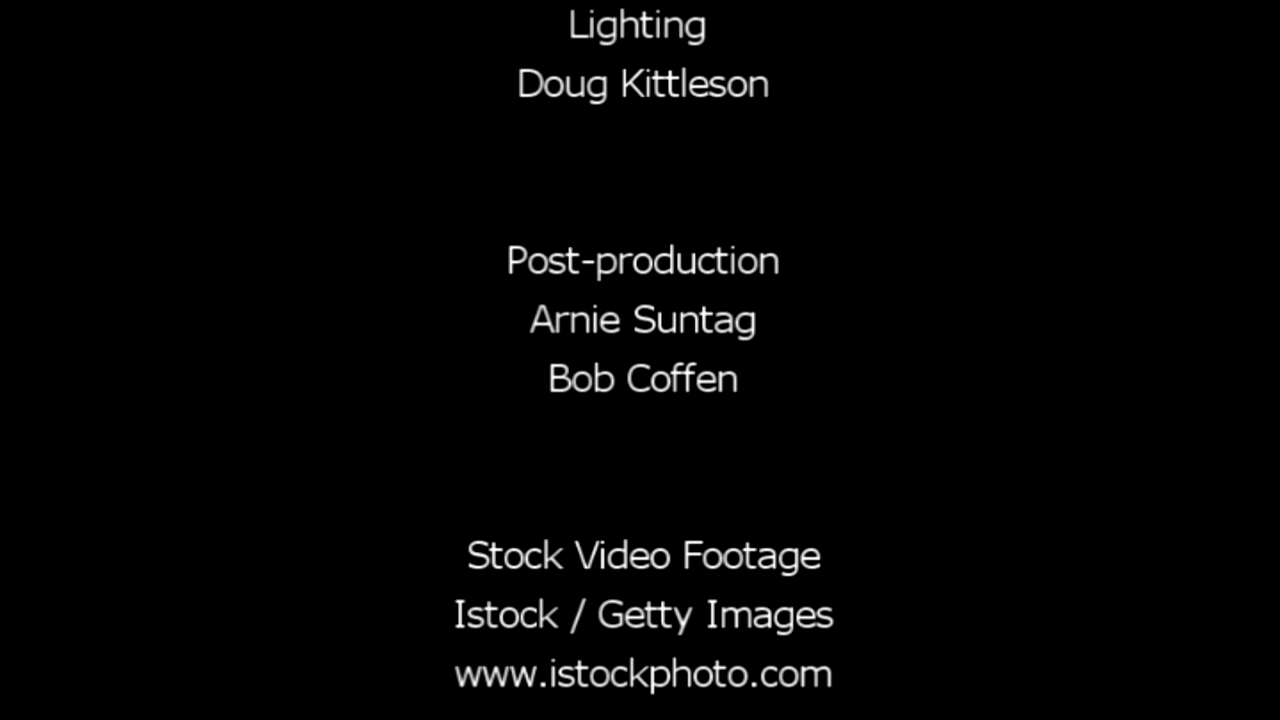 Lighting
Doug Kittleson
Post-production
Arnie Suntag
Bob Coffen
Stock Video Footage
Istock / Getty Images
www.istockphoto.com